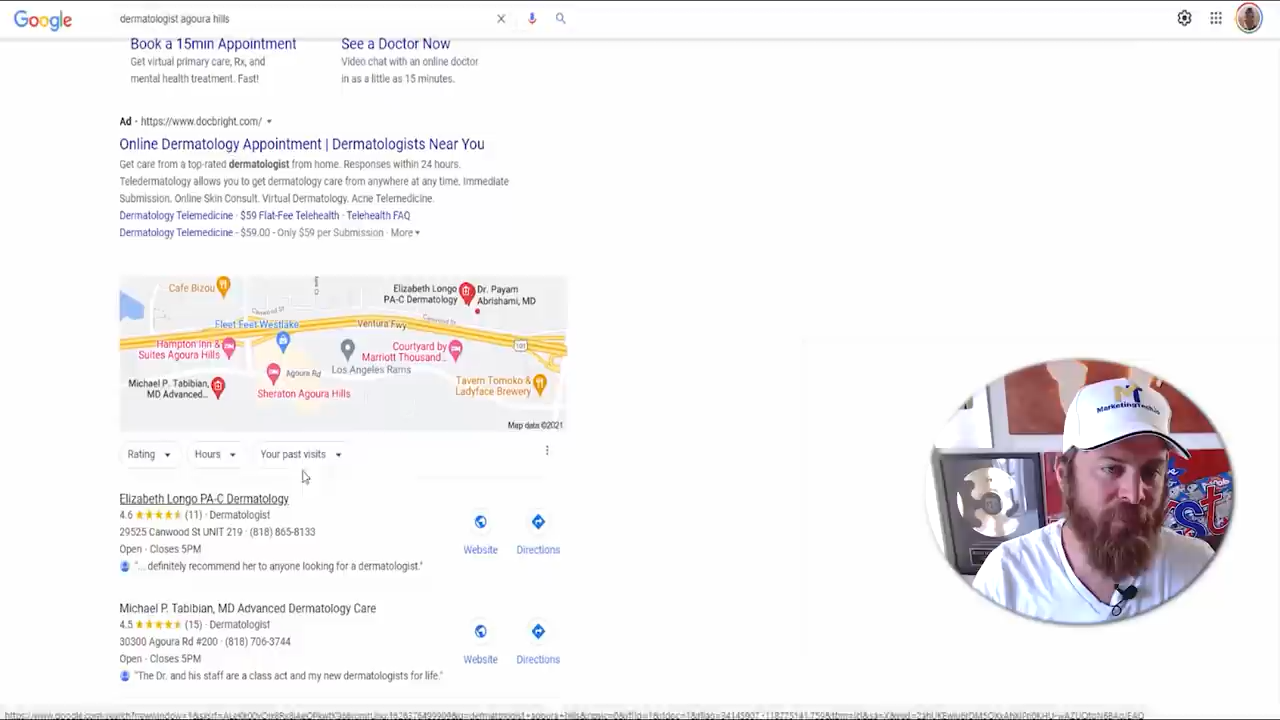 Google
dermatologist agoura hills
Book a 15min Appointment
See a Doctor Now
Get virtual primary care, Rx, and
mental health treatment. Fast!
Video chat with an online doctor
in as a little as 15 minutes.
Ad · https://www.docbright.com/
Online Dermatology Appointment | Dermatologists Near You
Get care from a top-rated dermatologist from home. Responses within 24 hours.
Teledermatology allows you to get dermatology care from anywhere at any time. Immediate
Submission. Online Skin Consult. Virtual Dermatology. Acne Telemedicine.
Dermatology Telemedicine · $59 Flat-Fee Telehealth · Telehealth FAQ
Dermatology Telemedicine - $59.00 - Only $59 per Submission · More
Cafe Bizou
Elizabeth Longo
PA-C Dermatology
Dr. Payam
Abrishami, MD
Canwood St
Fleet Feet Westlake
Ventura Fwy
Canwood St
Hampton Inn &
Suites Agoura Hills
Courtyard by
Marriott Thousand...
101
Agoura Rd
Los Angeles Rams
Michael P. Tabibian,
MD Advanced...
Sheraton Agoura Hills
Tavern Tomoko &
Ladyface Brewery
Map data ©2021
Rating
Hours
Your past visits
Elizabeth Longo PA-C Dermatology
4.6 (11) · Dermatologist
29525 Canwood St UNIT 219 · (818) 865-8133
Open · Closes 5PM
"... definitely recommend her to anyone looking for a dermatologist."
Website
Directions
Michael P. Tabibian, MD Advanced Dermatology Care
4.5 (15) · Dermatologist
30300 Agoura Rd #200 · (818) 706-3744
Open · Closes 5PM
"The Dr. and his staff are a class act and my new dermatologists for life."
Website
Directions
MT
MarketingTech.io